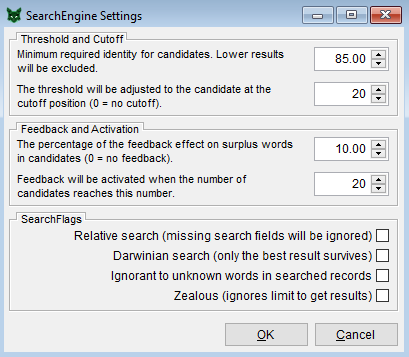 SearchEngine Settings
Threshold and Cutoff
Minimum required identity for candidates. Lower results
will be excluded.
85.00
The threshold will be adjusted to the candidate at the
cutoff position (0 = no cutoff).
20
Feedback and Activation
The percentage of the feedback effect on surplus words
in candidates (0 = no feedback).
10.00
Feedback will be activated when the number of
candidates reaches this number.
20
SearchFlags
Relative search (missing search fields will be ignored)
Darwinian search (only the best result survives)
Ignorant to unknown words in searched records
Zealous (ignores limit to get results)
OK
Cancel